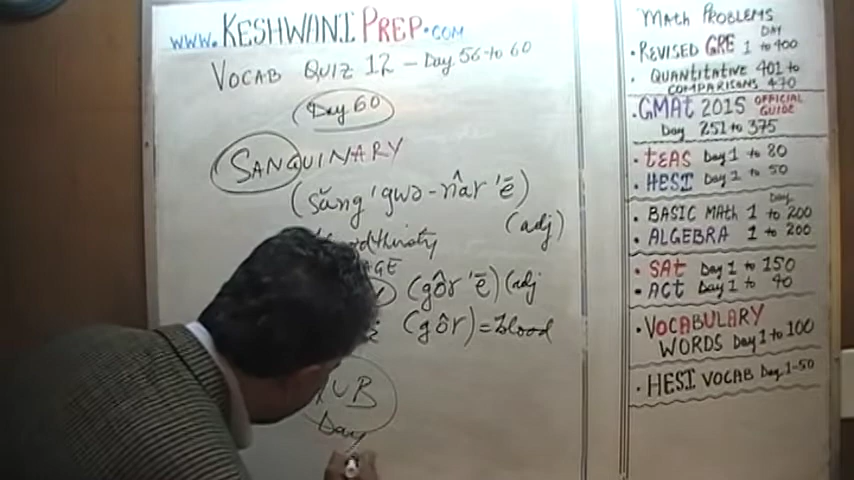 www.KESHWANI PREP.com
VOCAB QUIZ 12 - Day 56 to 60
Day 60
SANGUINARY
(săng'gwə-nâr'ē)
(adj)
(gôr'ē) (adj
(gôr) = blood
Day
MATH PROBLEMS
• REVISED GRE DAY 1 to 400
• QUANTITATIVE 401 to
COMPARISONS 470
• GMAT 2015 OFFICIAL GUIDE
Day 251 to 375
• TEAS Day 1 to 80
• HESI Day 1 to 50
• BASIC MATH Day 1 to 200
• ALGEBRA 1 to 200
• SAT Day 1 to 150
• ACT Day 1 to 40
• VOCABULARY
WORDS Day 1 to 100
• HESI VOCAB Day 1-50